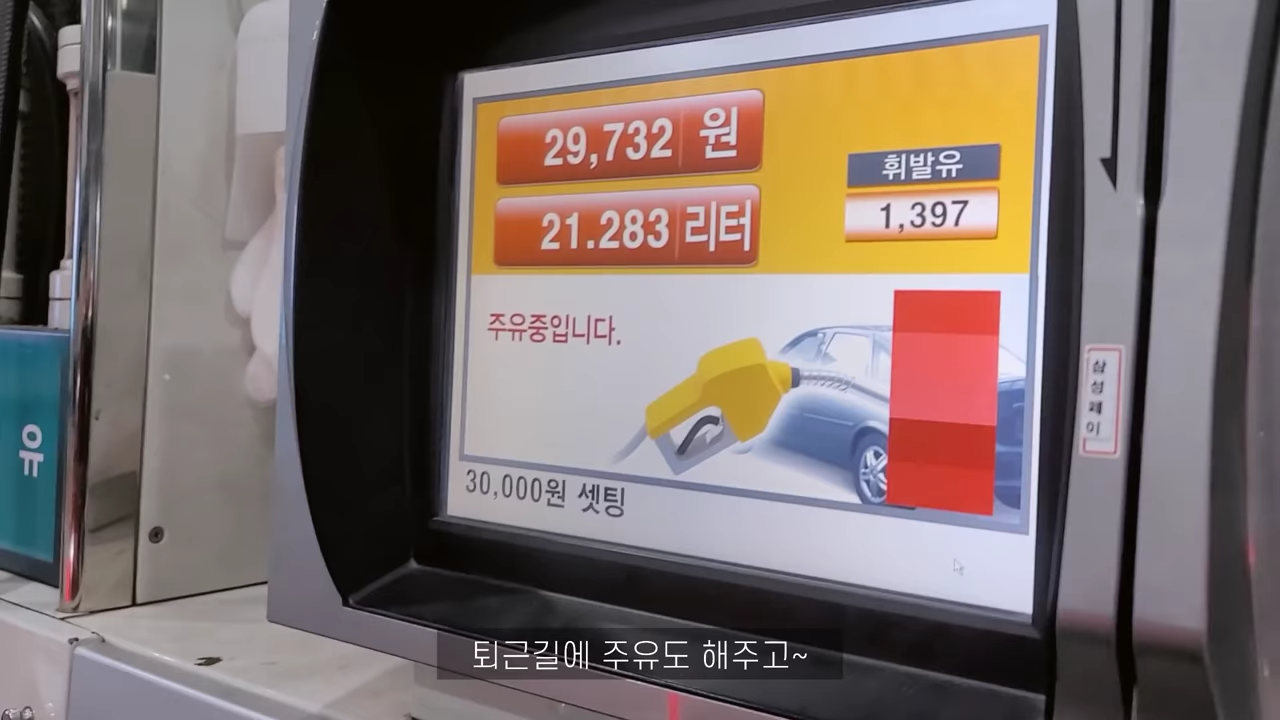 29,732 원
21.283 리터
휘발유
1,397
주유중입니다.
30,000원 셋팅
유
삼성페이
퇴근길에 주유도 해주고~